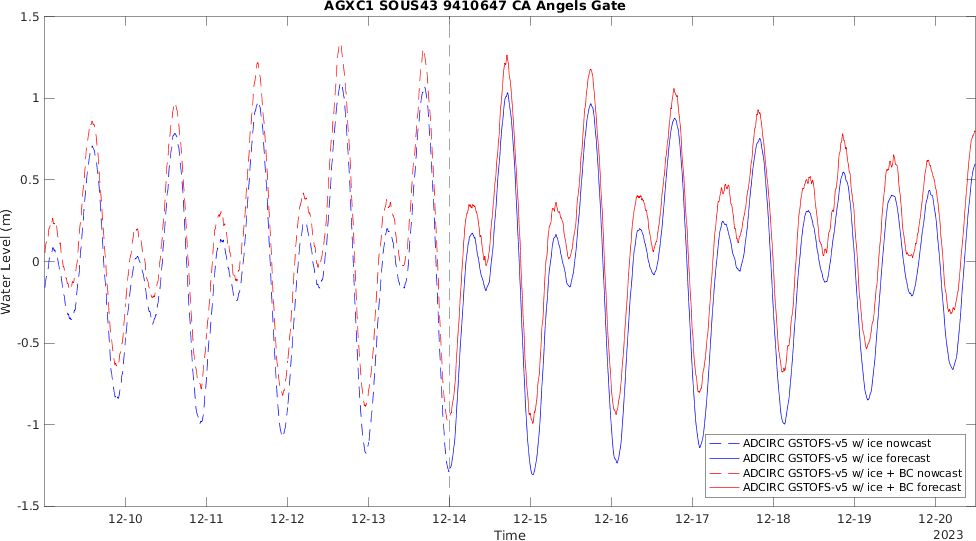 AGXC1 SOUS43 9410647 CA Angels Gate
1.5
1
0.5
0
-0.5
-1
-1.5
Water Level (m)
12-10 12-11 12-12 12-13 12-14 12-15 12-16 12-17 12-18 12-19 12-20
Time
2023
ADCIRC GSTOFS-v5 w/ ice nowcast
ADCIRC GSTOFS-v5 w/ ice forecast
ADCIRC GSTOFS-v5 w/ ice + BC nowcast
ADCIRC GSTOFS-v5 w/ ice + BC forecast